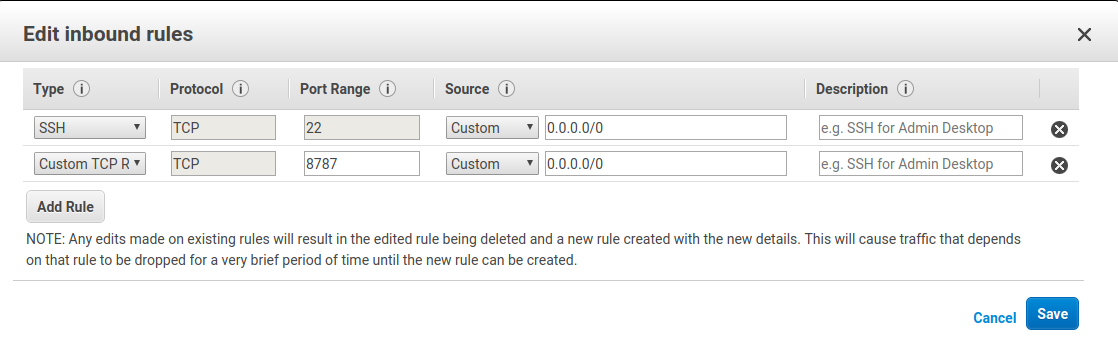 Edit inbound rules
Type Protocol Port Range Source Description
SSH TCP 22 Custom 0.0.0.0/0 e.g. SSH for Admin Desktop
Custom TCP R TCP 8787 Custom 0.0.0.0/0 e.g. SSH for Admin Desktop
Add Rule
NOTE: Any edits made on existing rules will result in the edited rule being deleted and a new rule created with the new details. This will cause traffic that depends
on that rule to be dropped for a very brief period of time until the new rule can be created.
Cancel Save